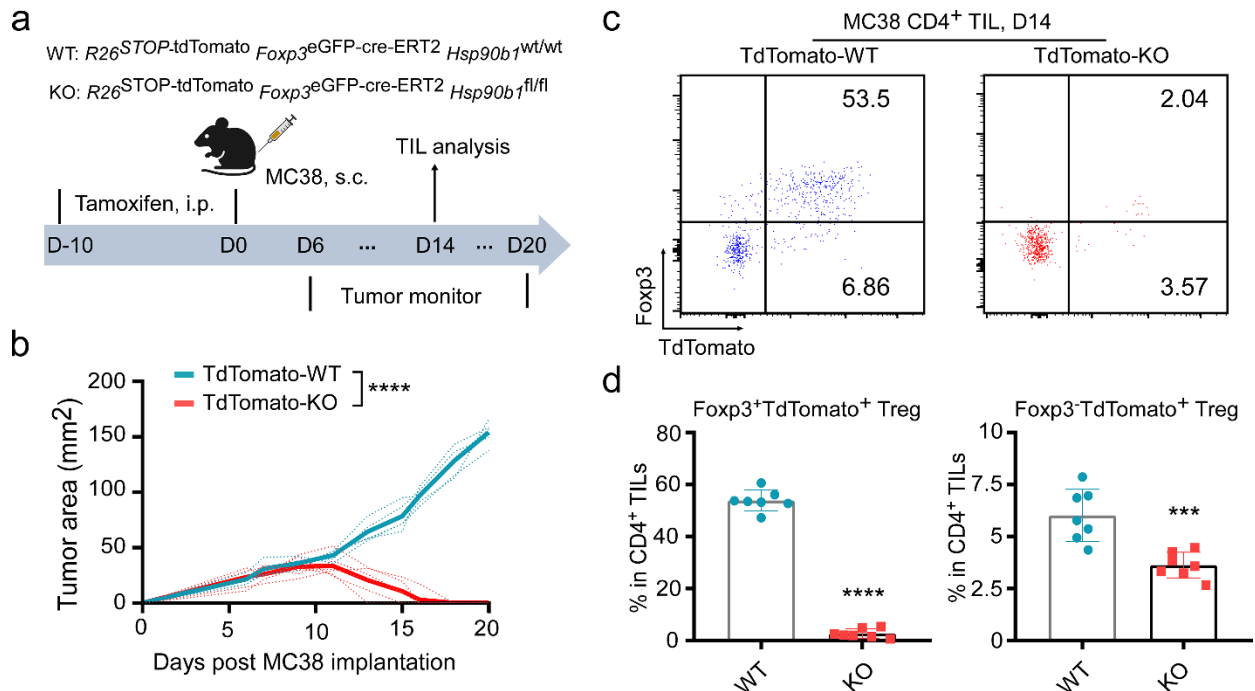 a
WT: R26STOP-tdTomato Foxp3eGFP-cre-ERT2 Hsp90b1wt/wt
KO: R26STOP-tdTomato Foxp3eGFP-cre-ERT2 Hsp90b1fl/fl
TIL analysis
MC38, s.c.
Tamoxifen, i.p.
D-10 D0 D6 ... D14 ... D20
Tumor monitor
b
TdTomato-WT
TdTomato-KO
****
Tumor area (mm2)
200
150
100
50
0
0 5 10 15 20
Days post MC38 implantation
c
MC38 CD4+ TIL, D14
TdTomato-WT TdTomato-KO
53.5
6.86
2.04
3.57
Foxp3
TdTomato
d
Foxp3+TdTomato+ Treg
% in CD4+ TILs
80
60
40
20
0
****
WT KO
Foxp3-TdTomato+ Treg
% in CD4+ TILs
10
7.5
5
2.5
0
***
WT KO